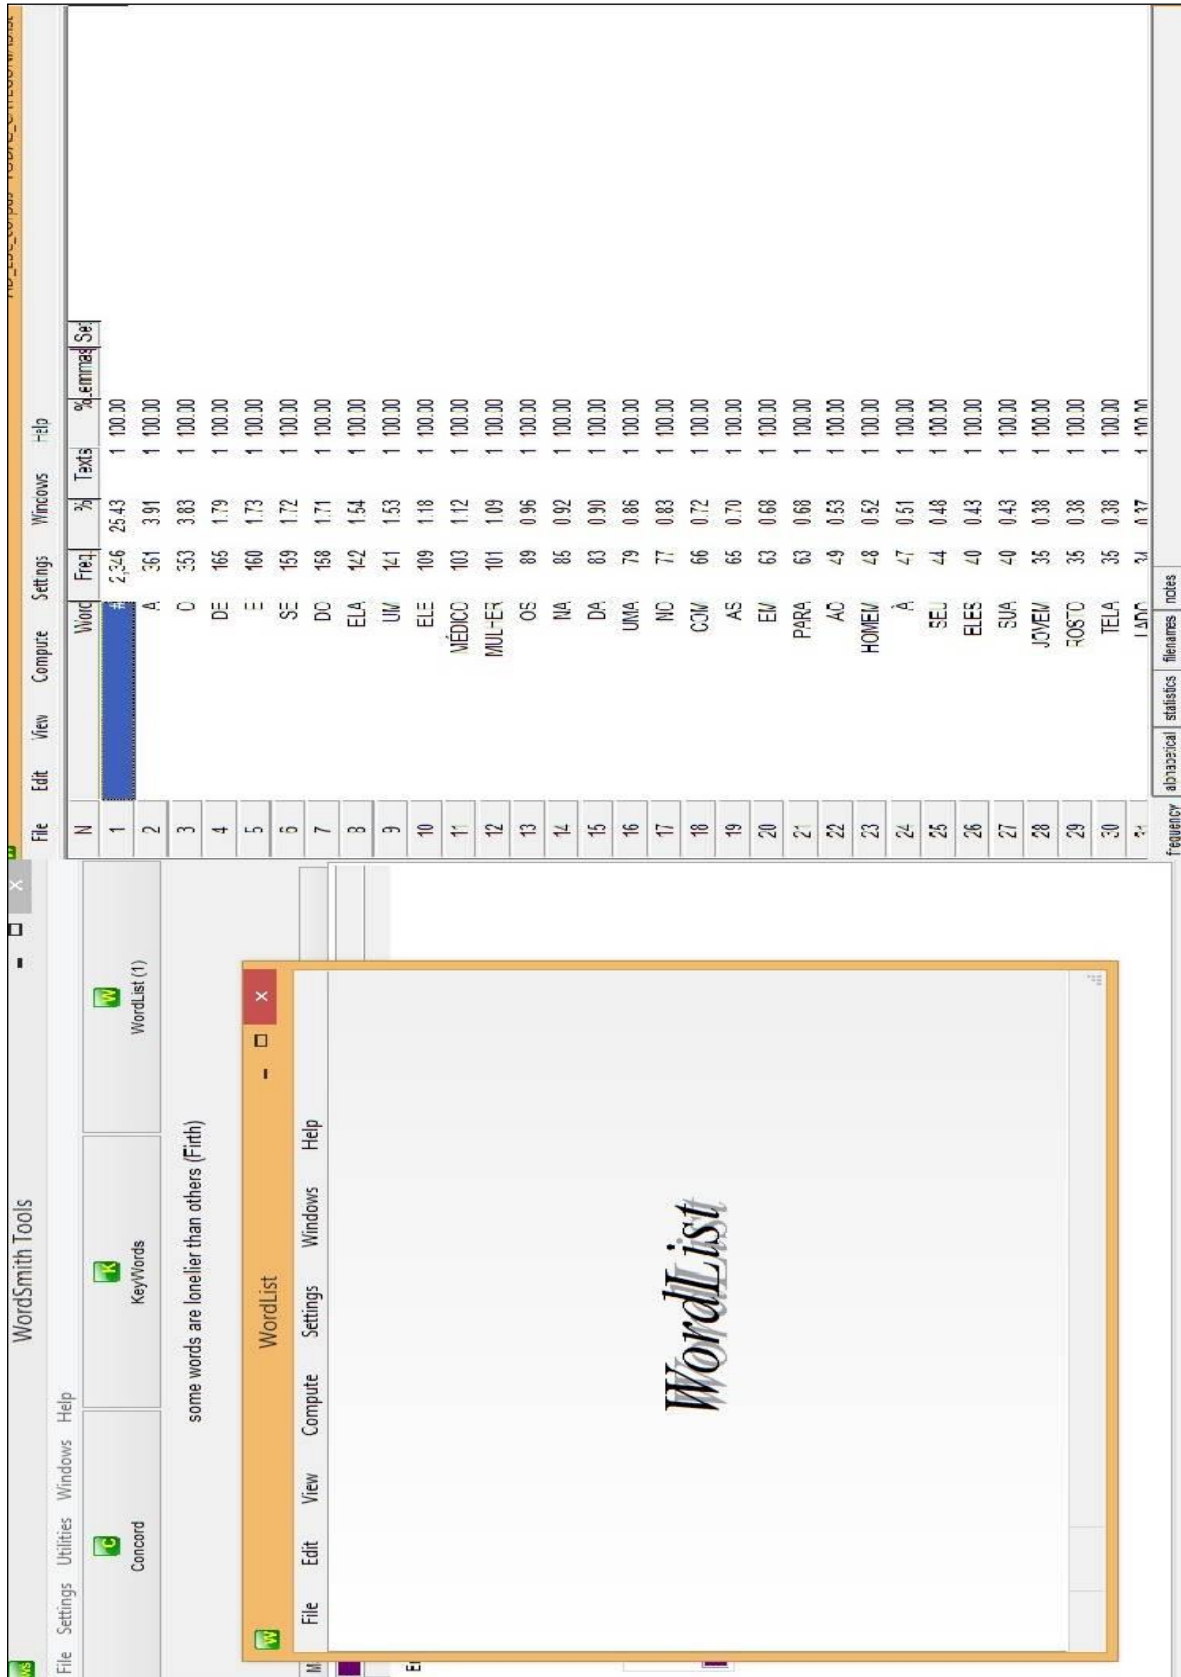 WordSmith Tools
File Settings Utilities Windows Help
Concord KeyWords WordList (1)
some words are lonelier than others (Firth)
WordList
File Edit View Compute Settings Windows Help
WordList
File Edit View Compute Settings Windows Help
N Word Freq. % Texts % Lemmas Set
1 # 2,346 25.43 1 100.00
2 A 361 3.91 1 100.00
3 O 353 3.83 1 100.00
4 DE 165 1.79 1 100.00
5 E 160 1.73 1 100.00
6 SE 159 1.72 1 100.00
7 DO 158 1.71 1 100.00
8 ELA 142 1.54 1 100.00
9 UM 141 1.53 1 100.00
10 ELE 109 1.18 1 100.00
11 MÉDICO 103 1.12 1 100.00
12 MULHER 101 1.09 1 100.00
13 OS 89 0.96 1 100.00
14 NA 85 0.92 1 100.00
15 DA 83 0.90 1 100.00
16 UMA 79 0.86 1 100.00
17 NO 77 0.83 1 100.00
18 COM 66 0.72 1 100.00
19 AS 65 0.70 1 100.00
20 EM 63 0.68 1 100.00
21 PARA 63 0.68 1 100.00
22 AO 49 0.53 1 100.00
23 HOMEM 48 0.52 1 100.00
24 À 47 0.51 1 100.00
25 SEU 44 0.48 1 100.00
26 ELES 40 0.43 1 100.00
27 SUA 40 0.43 1 100.00
28 JOVEM 35 0.38 1 100.00
29 ROSTO 35 0.38 1 100.00
30 TELA 35 0.38 1 100.00
31 LADO 34 0.37 1 100.00
frequency alphabetical statistics filenames notes